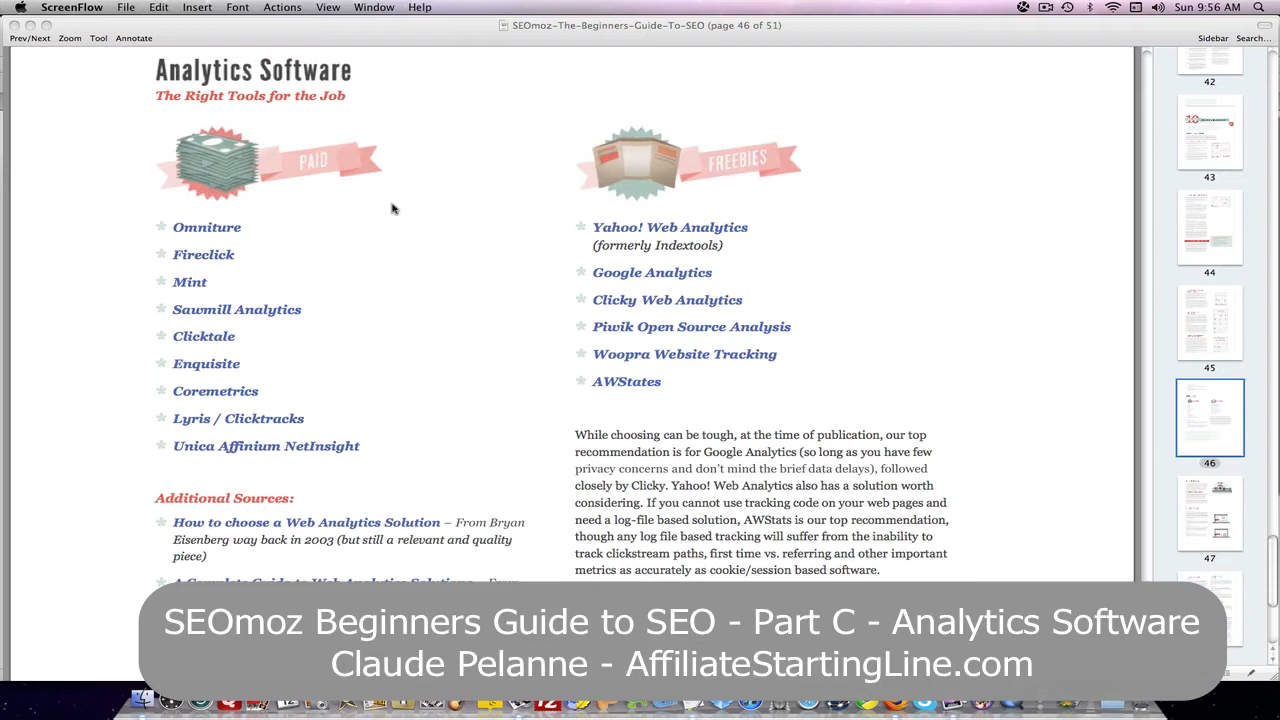 ScreenFlow File Edit Insert Font Actions View Window Help Sun 9:56 AM
SEOmoz-The-Beginners-Guide-To-SEO (page 46 of 51)
Prev/Next Zoom Tool Annotate Sidebar Search...
Analytics Software
The Right Tools for the Job
PAID
Omniture
Fireclick
Mint
Sawmill Analytics
Clicktale
Enquisite
Coremetrics
Lyris / Clicktracks
Unica Affinium NetInsight
Additional Sources:
How to choose a Web Analytics Solution – From Bryan
Eisenberg way back in 2003 (but still a relevant and quality
piece)
FREEBIES
Yahoo! Web Analytics
(formerly Indextools)
Google Analytics
Clicky Web Analytics
Piwik Open Source Analysis
Woopra Website Tracking
AWStates
While choosing can be tough, at the time of publication, our top
recommendation is for Google Analytics (so long as you have few
privacy concerns and don't mind the brief data delays), followed
closely by Clicky. Yahoo! Web Analytics also has a solution worth
considering. If you cannot use tracking code on your web pages and
need a log-file based solution, AWStats is our top recommendation,
though any log file based tracking will suffer from the inability to
track clickstream paths, first time vs. referring and other important
metrics as accurately as cookie/session based software.
42
43
44
45
46
47
SEOmoz Beginners Guide to SEO - Part C - Analytics Software
Claude Pelanne - AffiliateStartingLine.com